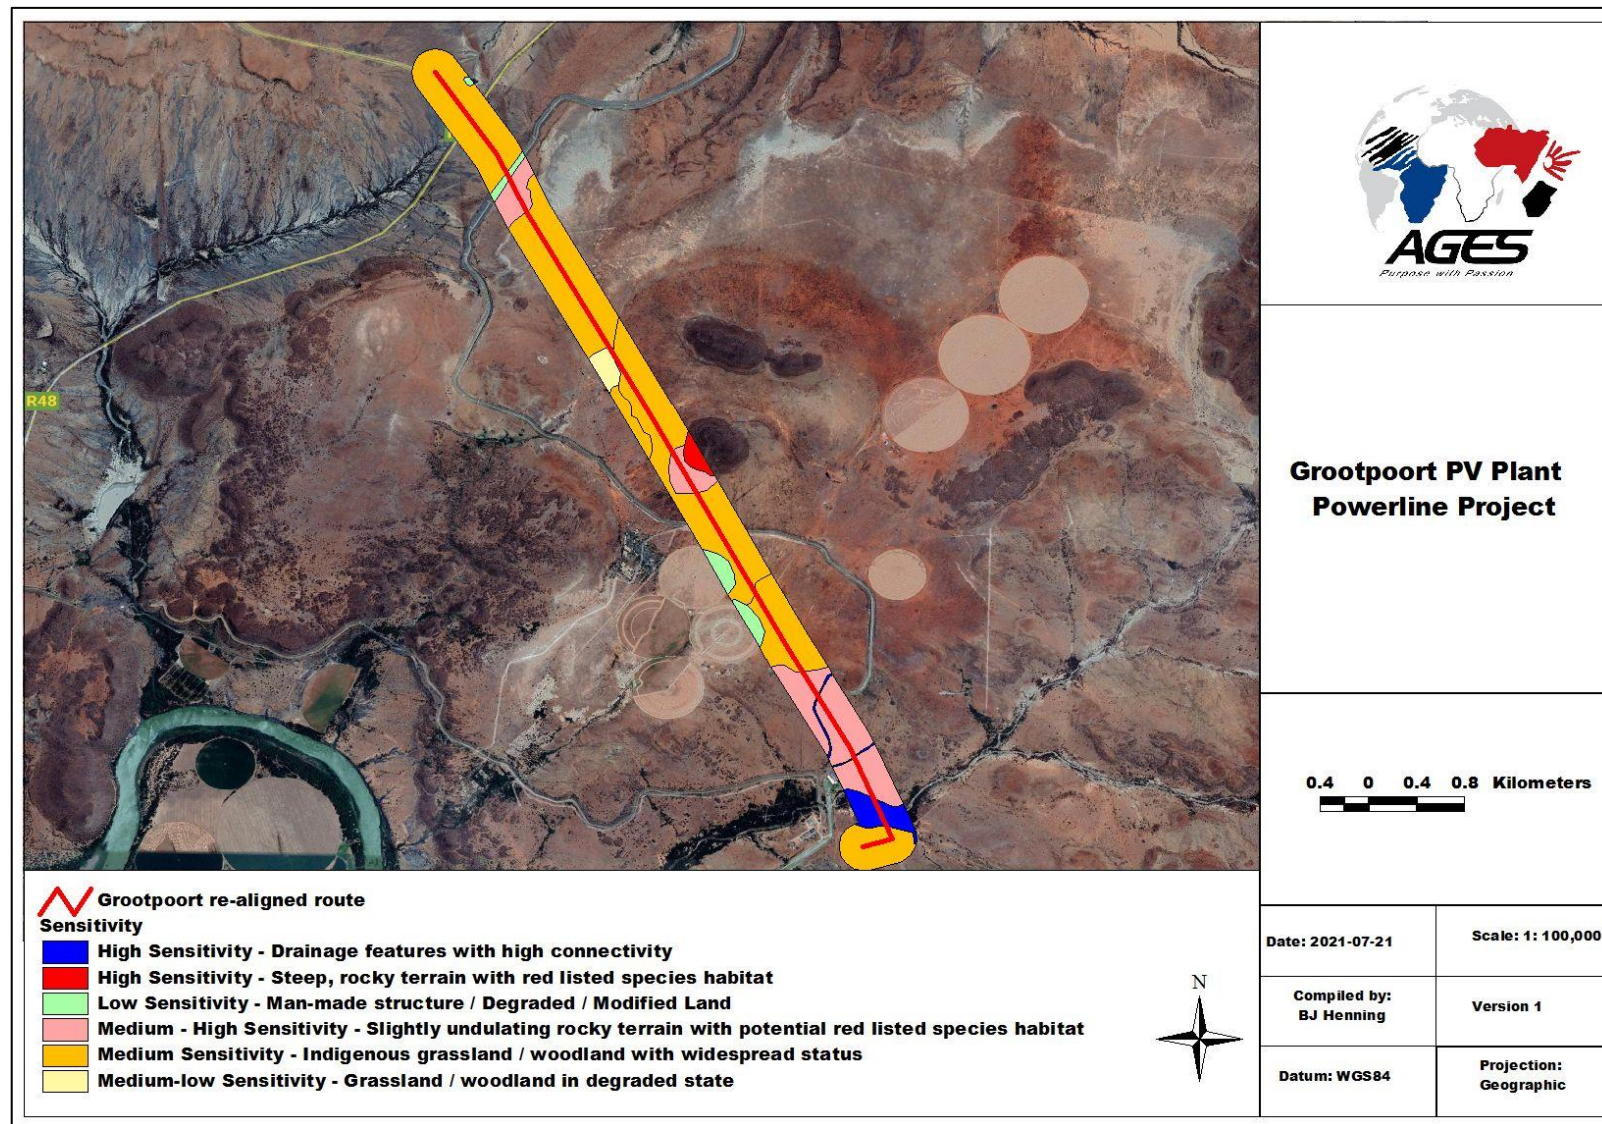 R48
AGES
Purpose with Passion
Grootpoort PV Plant
Powerline Project
0.4 0 0.4 0.8 Kilometers
Grootpoort re-aligned route
Sensitivity
High Sensitivity - Drainage features with high connectivity
High Sensitivity - Steep, rocky terrain with red listed species habitat
Low Sensitivity - Man-made structure / Degraded / Modified Land
Medium - High Sensitivity - Slightly undulating rocky terrain with potential red listed species habitat
Medium Sensitivity - Indigenous grassland / woodland with widespread status
Medium-low Sensitivity - Grassland / woodland in degraded state
N
Date: 2021-07-21
Scale: 1: 100,000
Compiled by:
BJ Henning
Version 1
Datum: WGS84
Projection:
Geographic